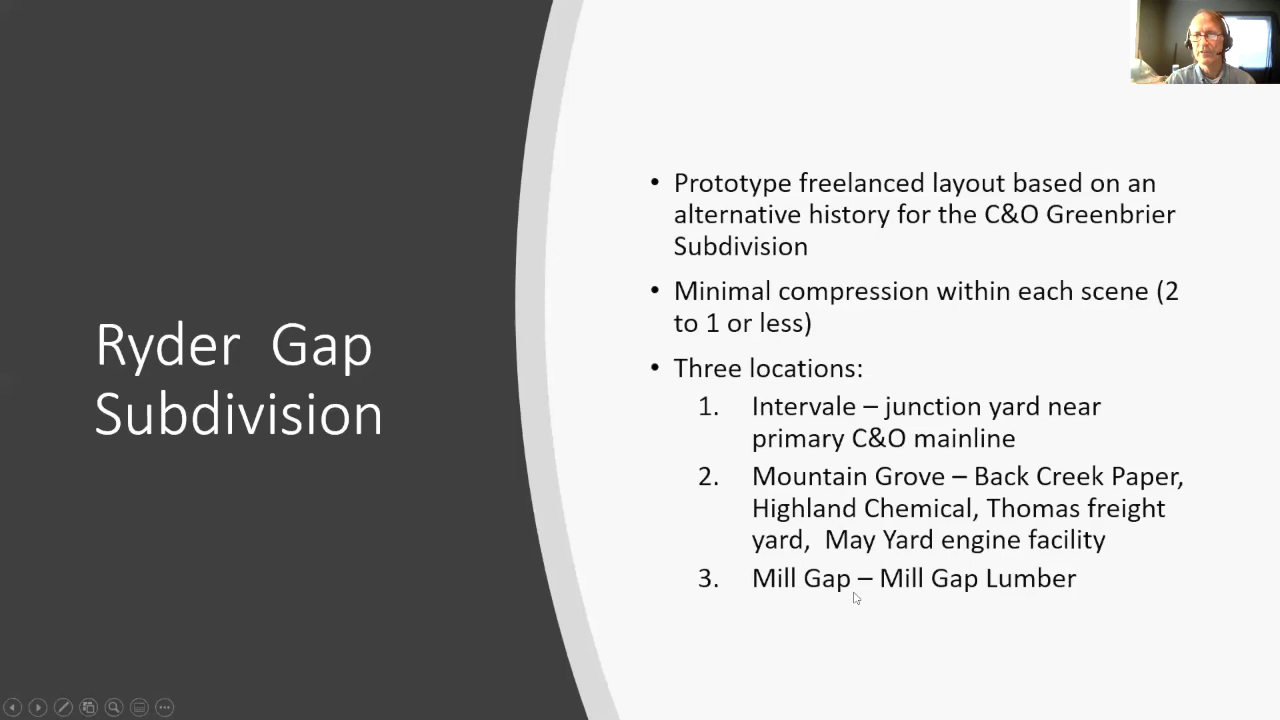 Ryder Gap
Subdivision
• Prototype freelanced layout based on an
alternative history for the C&O Greenbrier
Subdivision
• Minimal compression within each scene (2
to 1 or less)
• Three locations:
1. Intervale – junction yard near
primary C&O mainline
2. Mountain Grove – Back Creek Paper,
Highland Chemical, Thomas freight
yard, May Yard engine facility
3. Mill Gap – Mill Gap Lumber